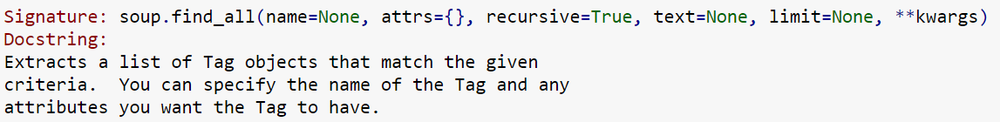 Signature: soup.find_all(name=None, attrs={}, recursive=True, text=None, limit=None, **kwargs)
Docstring:
Extracts a list of Tag objects that match the given
criteria.  You can specify the name of the Tag and any
attributes you want the Tag to have.